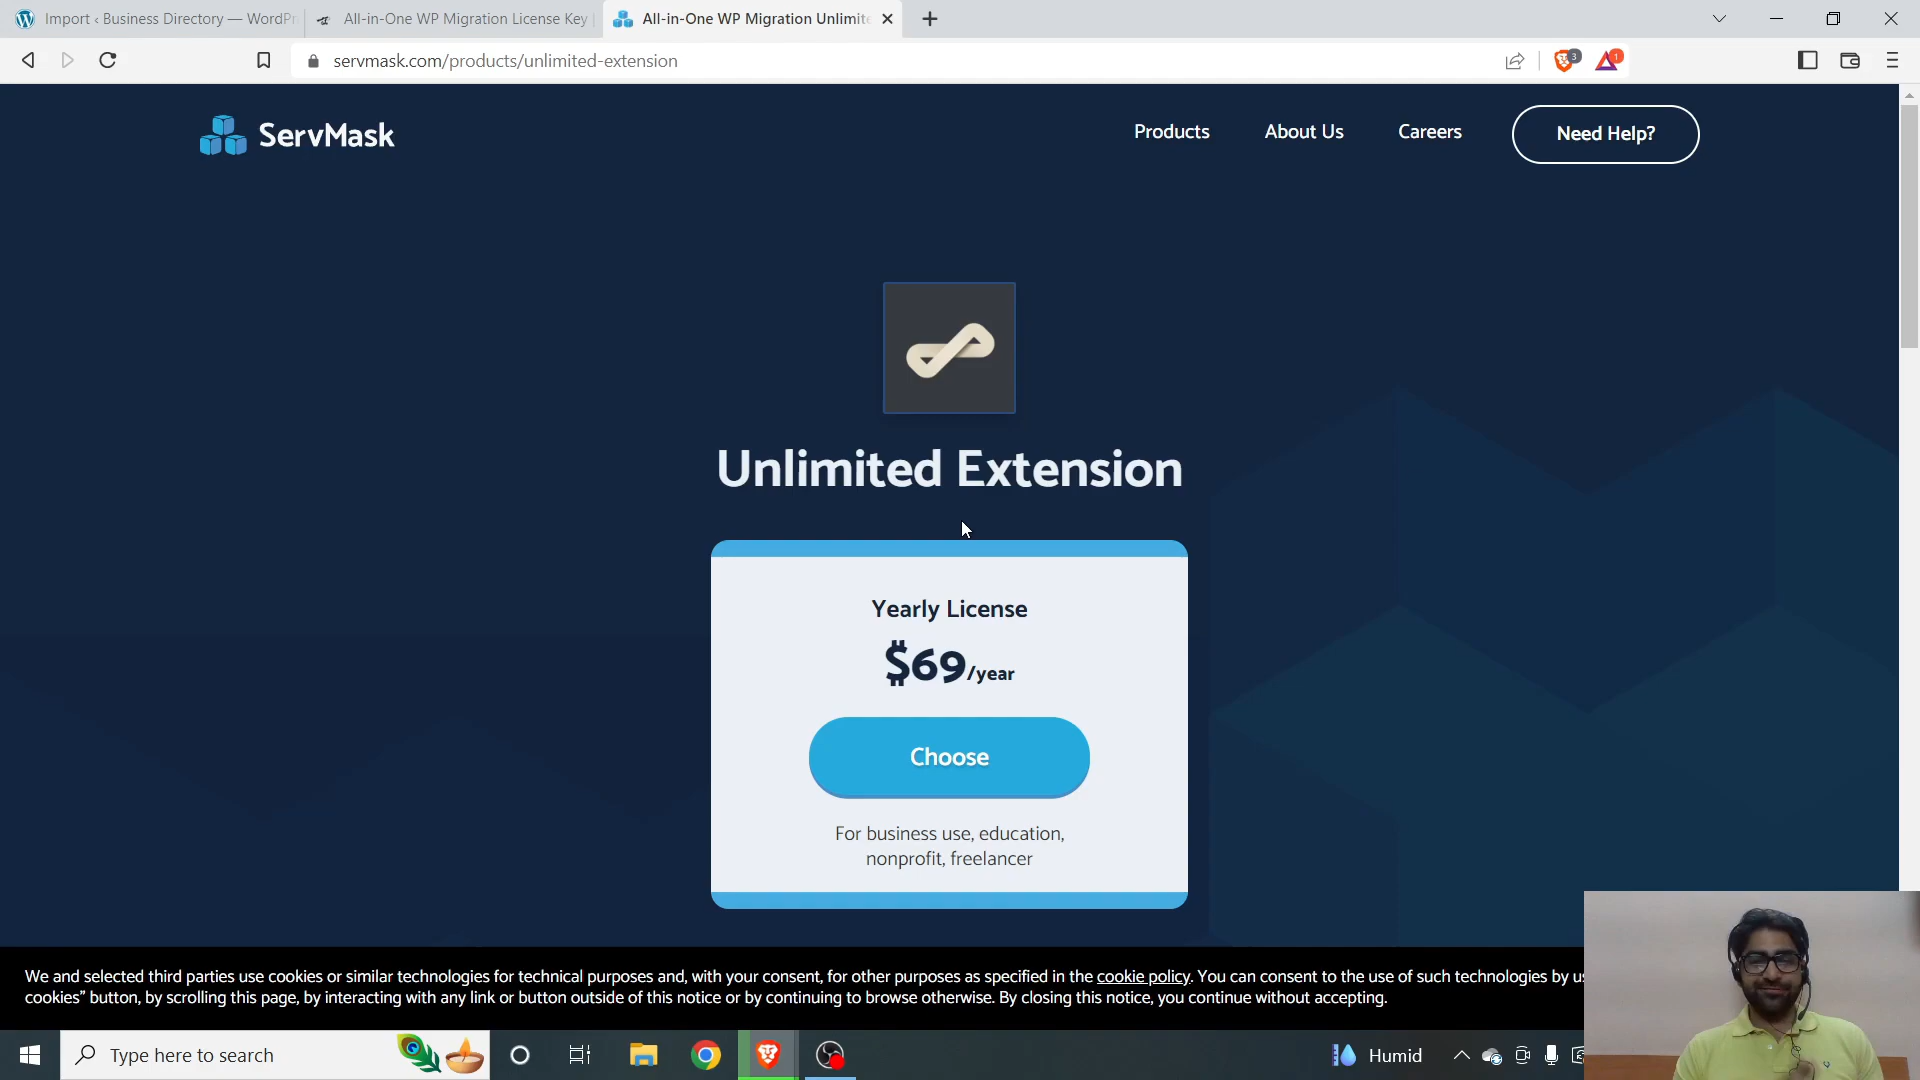 Import ‹ Business Directory — WordPr
All-in-One WP Migration License Key
All-in-One WP Migration Unlimite
servmask.com/products/unlimited-extension
3
1
ServMask
Products
About Us
Careers
Need Help?
Unlimited Extension
Yearly License
$69/year
Choose
For business use, education,
nonprofit, freelancer
We and selected third parties use cookies or similar technologies for technical purposes and, with your consent, for other purposes as specified in the cookie policy. You can consent to the use of such technologies by us
cookies" button, by scrolling this page, by interacting with any link or button outside of this notice or by continuing to browse otherwise. By closing this notice, you continue without accepting.
Type here to search
Humid